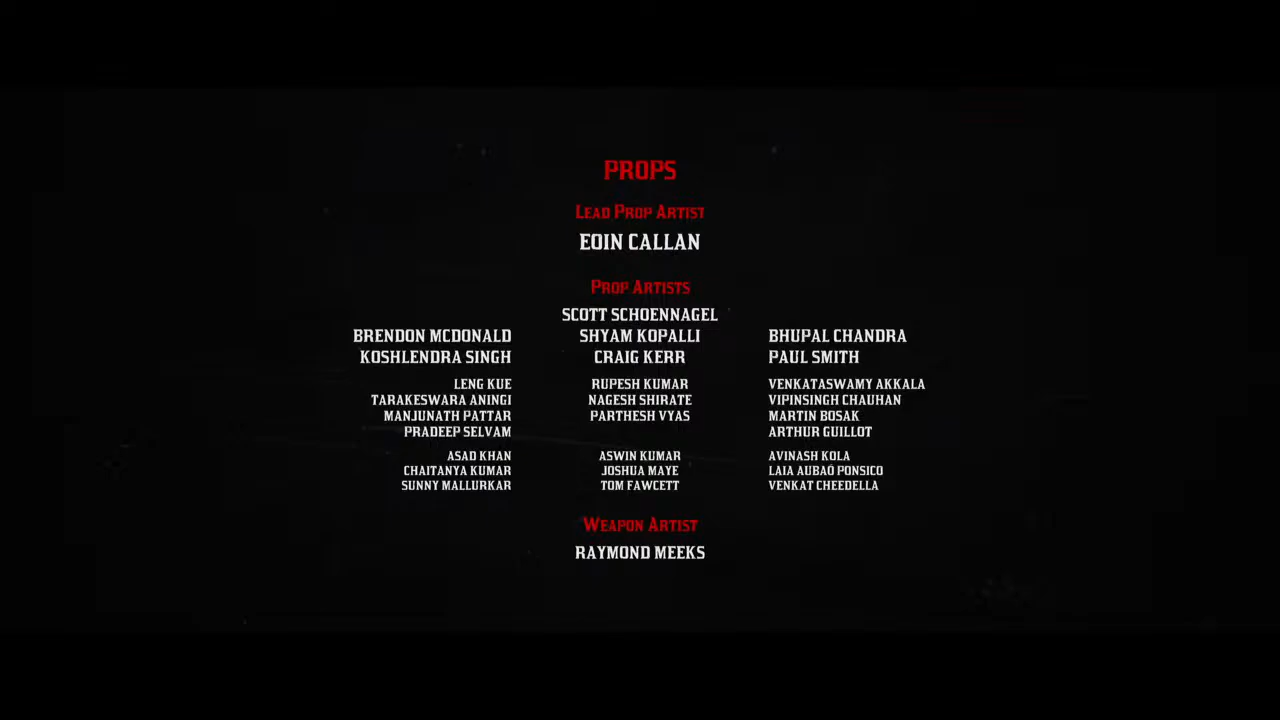 PROPS
LEAD PROP ARTIST
EOIN CALLAN
PROP ARTISTS
SCOTT SCHOENNAGEL
BRENDON MCDONALD SHYAM KOPALLI BHUPAL CHANDRA
KOSHLENDRA SINGH CRAIG KERR PAUL SMITH
LENG KUE RUPESH KUMAR VENKATASWAMY AKKALA
TARAKESWARA ANINGI NAGESH SHIRATE VIPINSINGH CHAUHAN
MANJUNATH PATTAR PARTHESH VYAS MARTIN BOSAK
PRADEEP SELVAM ARTHUR GUILLOT
ASAD KHAN ASWIN KUMAR AVINASH KOLA
CHAITANYA KUMAR JOSHUA MAYE LAIA AUBAÓ PONSICO
SUNNY MALLURKAR TOM FAWCETT VENKAT CHEEDELLA
WEAPON ARTIST
RAYMOND MEEKS